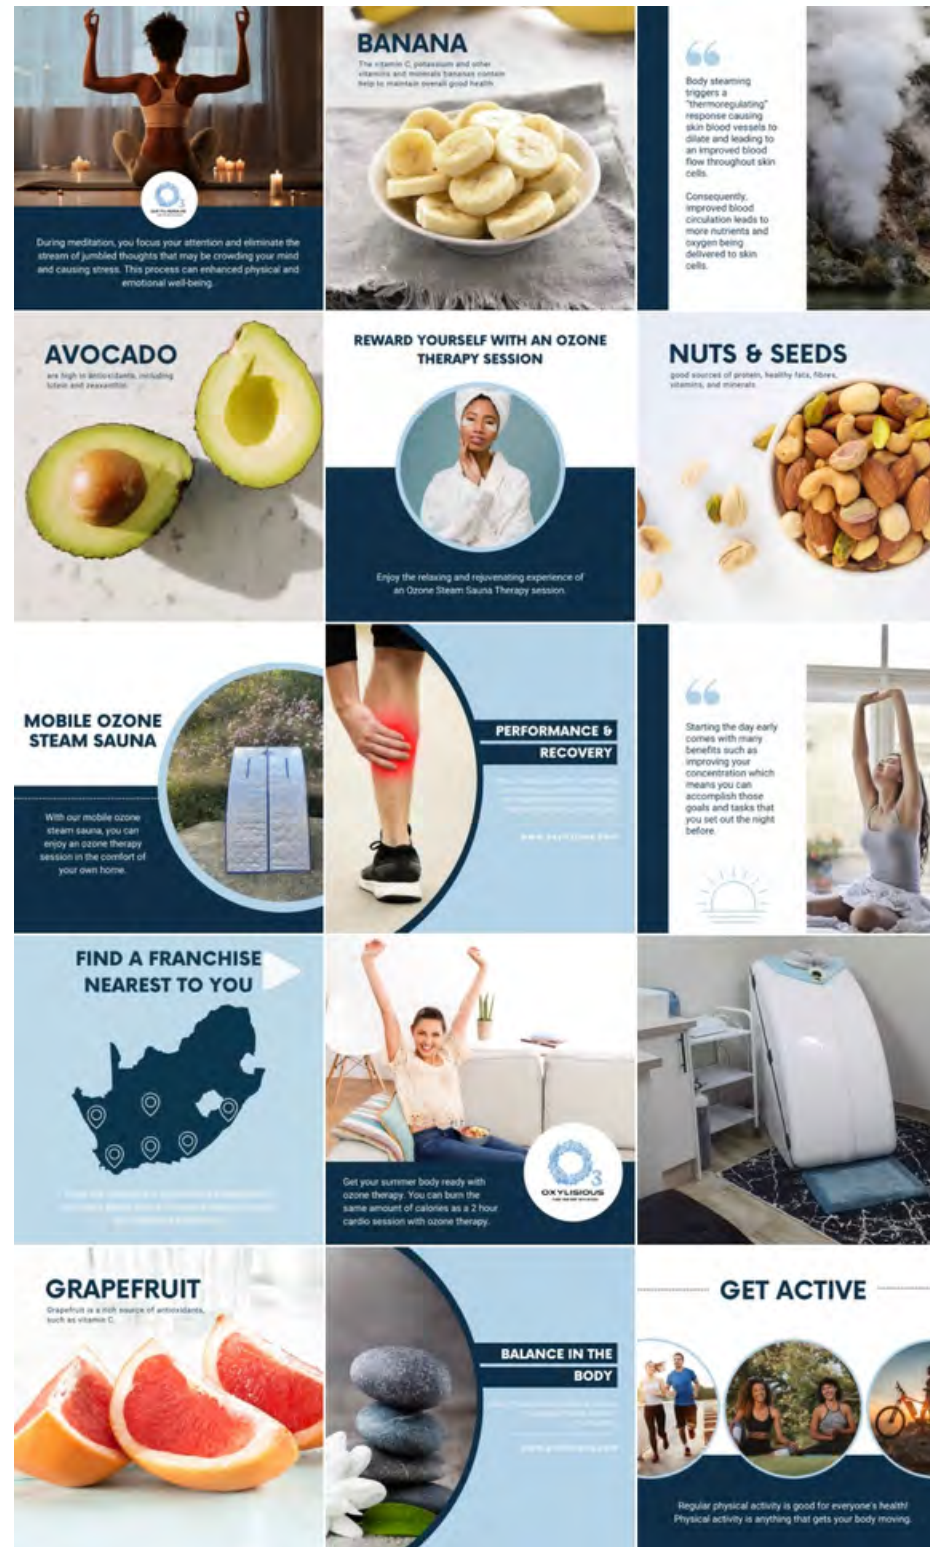 During meditation, you focus your attention and eliminate the
stream of jumbled thoughts that may be crowding your mind
and causing stress. This process can enhanced physical and
emotional well-being.
BANANA
The vitamin C, potassium and other
vitamins and minerals bananas contain
help to maintain overall good health
Body steaming
triggers a
"thermoregulating"
response causing
skin blood vessels to
dilate and leading to
an improved blood
flow throughout skin
cells.
Consequently,
improved blood
circulation leads to
more nutrients and
oxygen being
delivered to skin
cells.
AVOCADO
are high in antioxidants, including
lutein and zeaxanthin.
REWARD YOURSELF WITH AN OZONE
THERAPY SESSION
Enjoy the relaxing and rejuvenating experience of
an Ozone Steam Sauna Therapy session.
NUTS & SEEDS
good sources of protein, healthy fats, fibres,
vitamins, and minerals.
MOBILE OZONE
STEAM SAUNA
With our mobile ozone
steam sauna, you can
enjoy an ozone therapy
session in the comfort of
your own home.
PERFORMANCE &
RECOVERY
Starting the day early
comes with many
benefits such as
improving your
concentration which
means you can
accomplish those
goals and tasks that
you set out the night
before.
FIND A FRANCHISE
NEAREST TO YOU
Get your summer body ready with
ozone therapy. You can burn the
same amount of calories as a 2 hour
cardio session with ozone therapy.
3
OXYLISIOUS
GRAPEFRUIT
Grapefruit is a rich source of antioxidants,
such as vitamin C.
BALANCE IN THE
BODY
GET ACTIVE
Regular physical activity is good for everyone's health!
Physical activity is anything that gets your body moving.